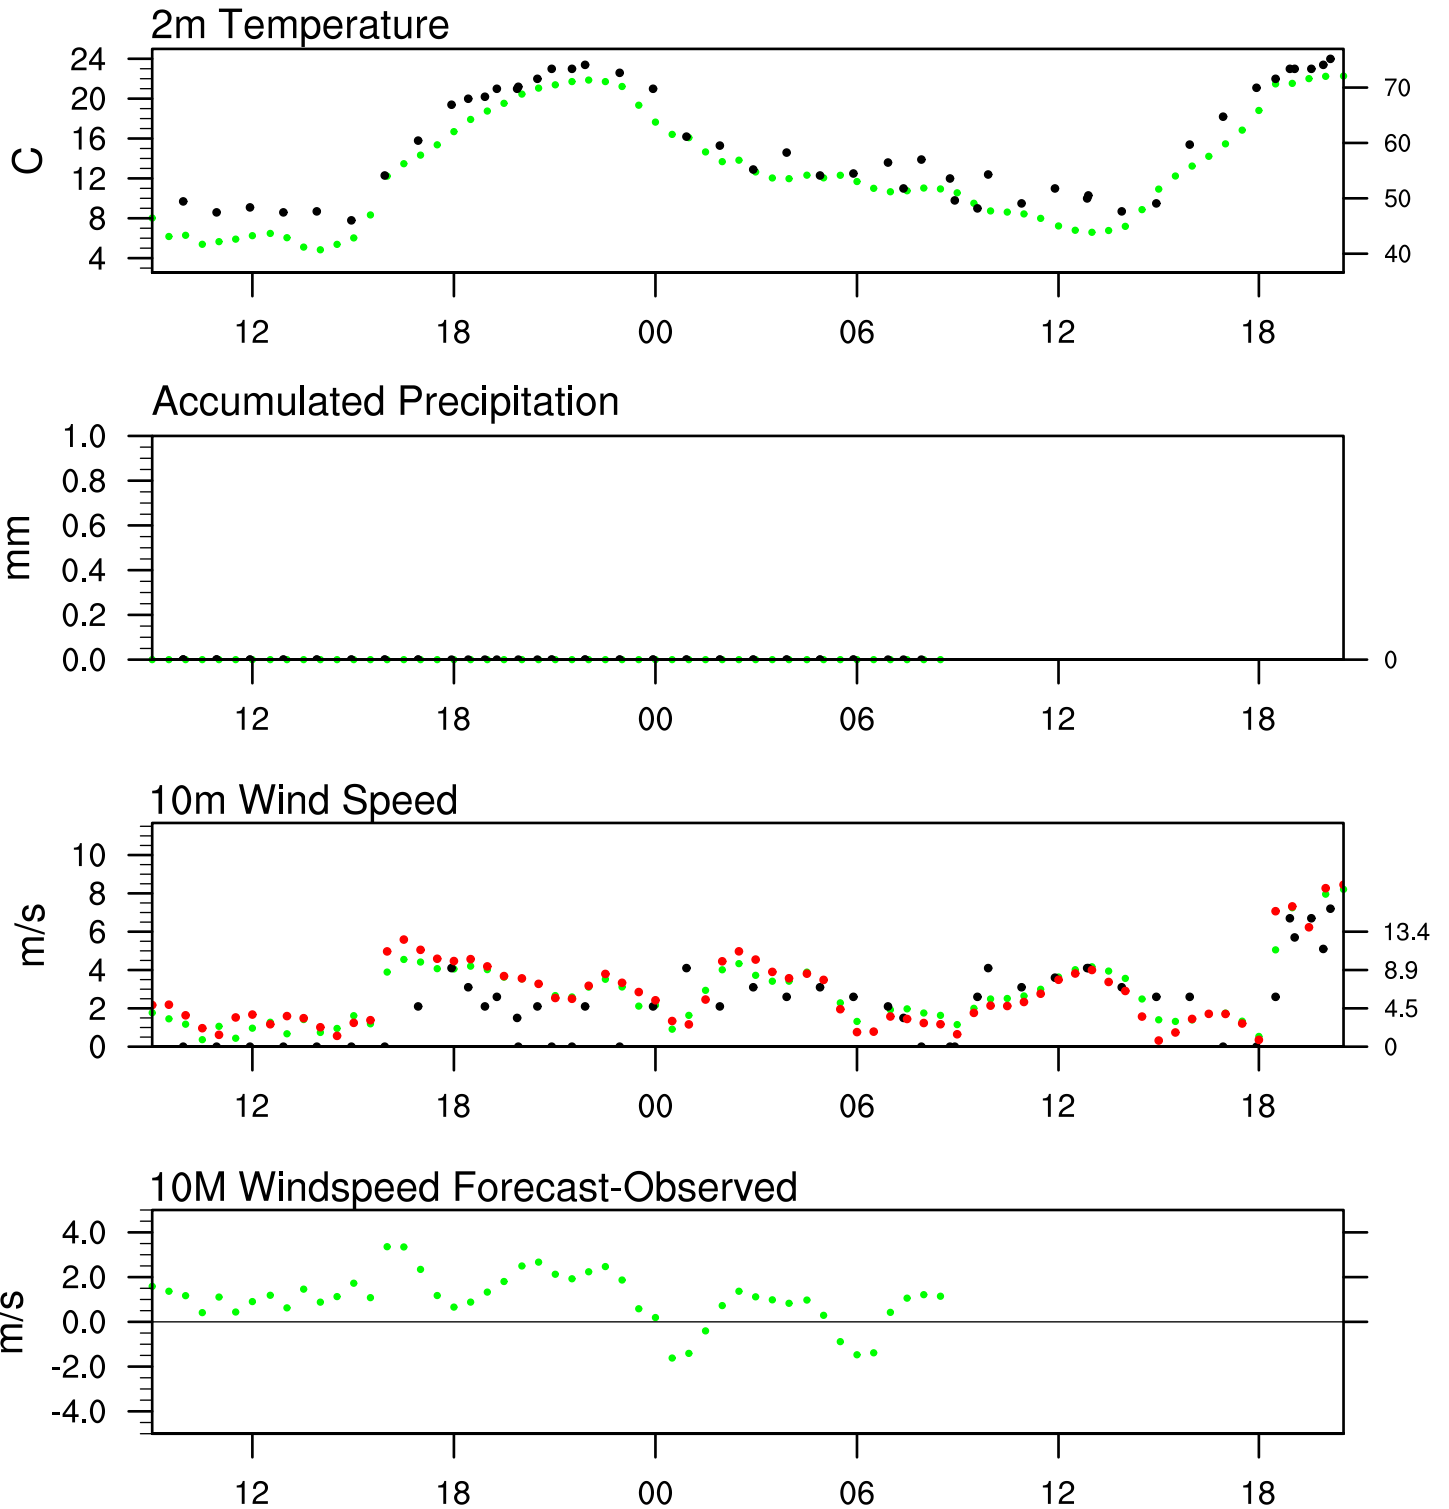 2m Temperature
24
20
16
12
8
4
C
70
60
50
40
12 18 00 06 12 18
Accumulated Precipitation
1.0
0.8
0.6
0.4
0.2
0.0
mm
0
12 18 00 06 12 18
10m Wind Speed
10
8
6
4
2
0
m/s
13.4
8.9
4.5
0
12 18 00 06 12 18
10M Windspeed Forecast-Observed
4.0
2.0
0.0
-2.0
-4.0
m/s
12 18 00 06 12 18